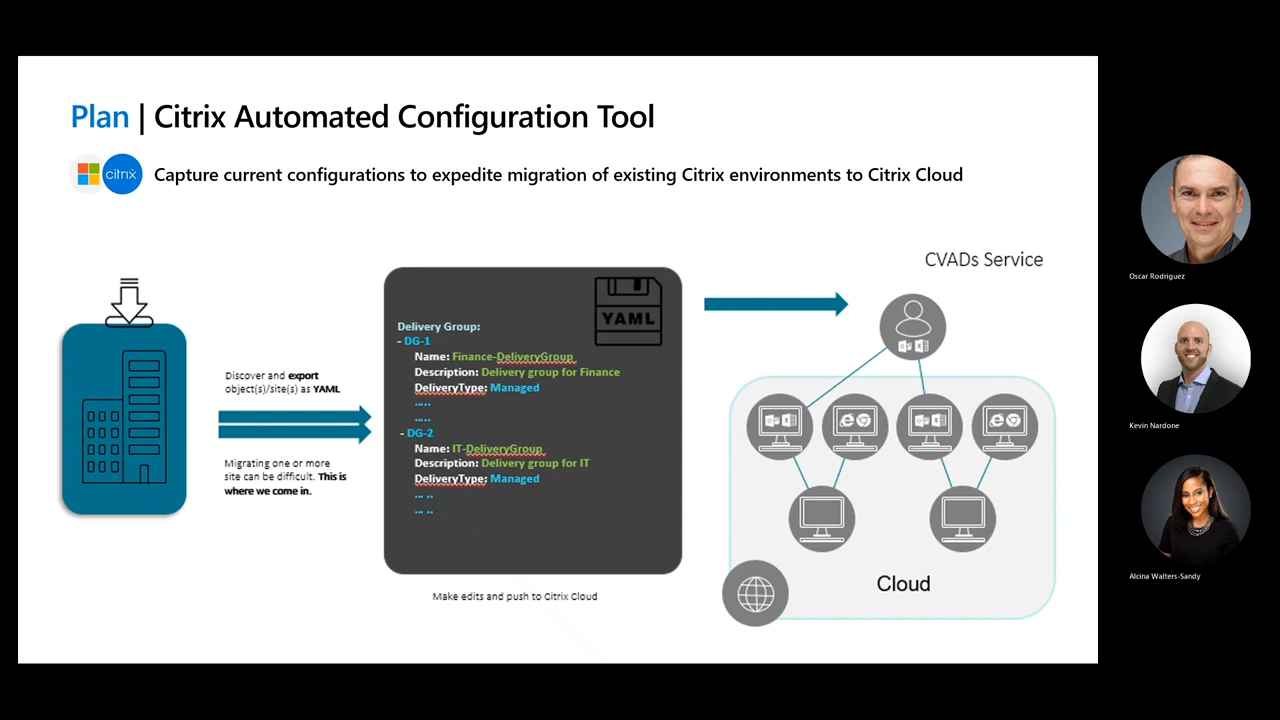 Plan | Citrix Automated Configuration Tool
citrix
Capture current configurations to expedite migration of existing Citrix environments to Citrix Cloud
Discover and export
object(s)/site(s) as YAML
Migrating one or more
site can be difficult. This is
where we come in.
YAML
Delivery Group:
- DG-1
Name: Finance-DeliveryGroup
Description: Delivery group for Finance
DeliveryType: Managed
.....
.....
- DG-2
Name: IT-DeliveryGroup
Description: Delivery group for IT
DeliveryType: Managed
... ..
... ..
Make edits and push to Citrix Cloud
CVADs Service
Cloud
Oscar Rodriguez
Kevin Nardone
Alcina Walters-Sandy